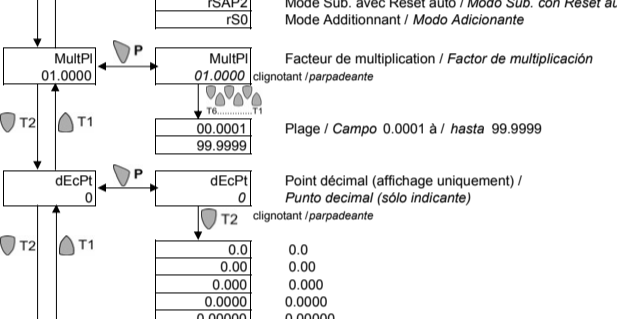 rSAP2 Mode Sub. avec Reset auto / Modo Sub. con Reset au
rS0 Mode Additionnant / Modo Adicionante
MultPl P MultPl Facteur de multiplication / Factor de multiplicación
01.0000 01.0000 clignotant /parpadeante
T6..............T1
T2 T1
00.0001 Plage / Campo 0.0001 à / hasta 99.9999
99.9999
dEcPt P dEcPt Point décimal (affichage uniquement) /
0 0 Punto decimal (sólo indicante)
T2 clignotant /parpadeante
T2 T1
0.0 0.0
0.00 0.00
0.000 0.000
0.0000 0.0000
0.00000 0.00000